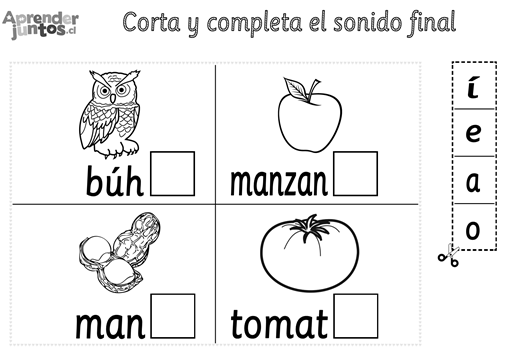 Aprender
juntos.cl
Corta y completa el sonido final
búh
manzan
man
tomat
í
e
a
o